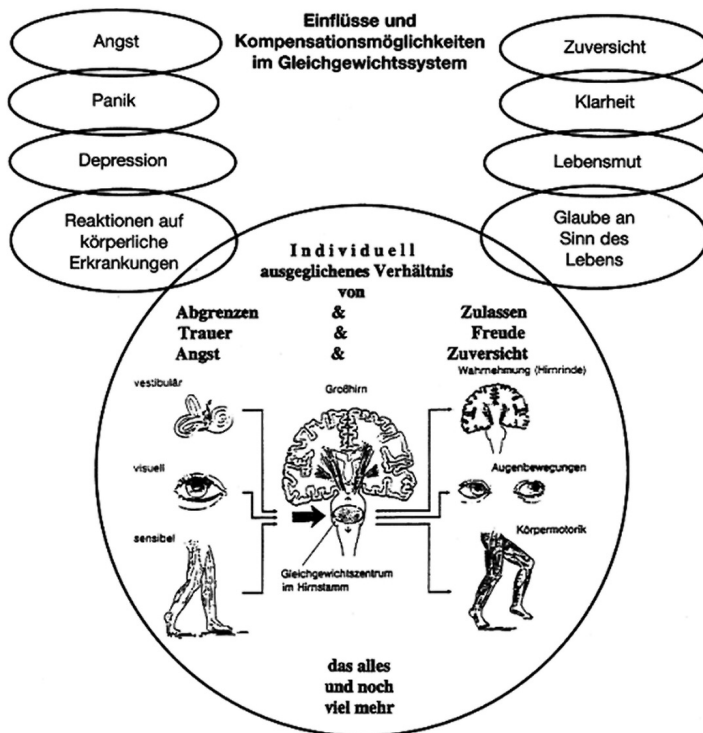 Einflüsse und
Kompensationsmöglichkeiten
im Gleichgewichtssystem
Angst
Panik
Depression
Reaktionen auf
körperliche
Erkrankungen
Zuversicht
Klarheit
Lebensmut
Glaube an
Sinn des
Lebens
Individuell
ausgeglichenes Verhältnis
von
Abgrenzen & Zulassen
Trauer & Freude
Angst & Zuversicht
vestibulär
visuell
sensibel
Großhirn
Gleichgewichtszentrum
im Hirnstamm
Wahrnehmung (Hirnrinde)
Augenbewegungen
Körpermotorik
das alles
und noch
viel mehr